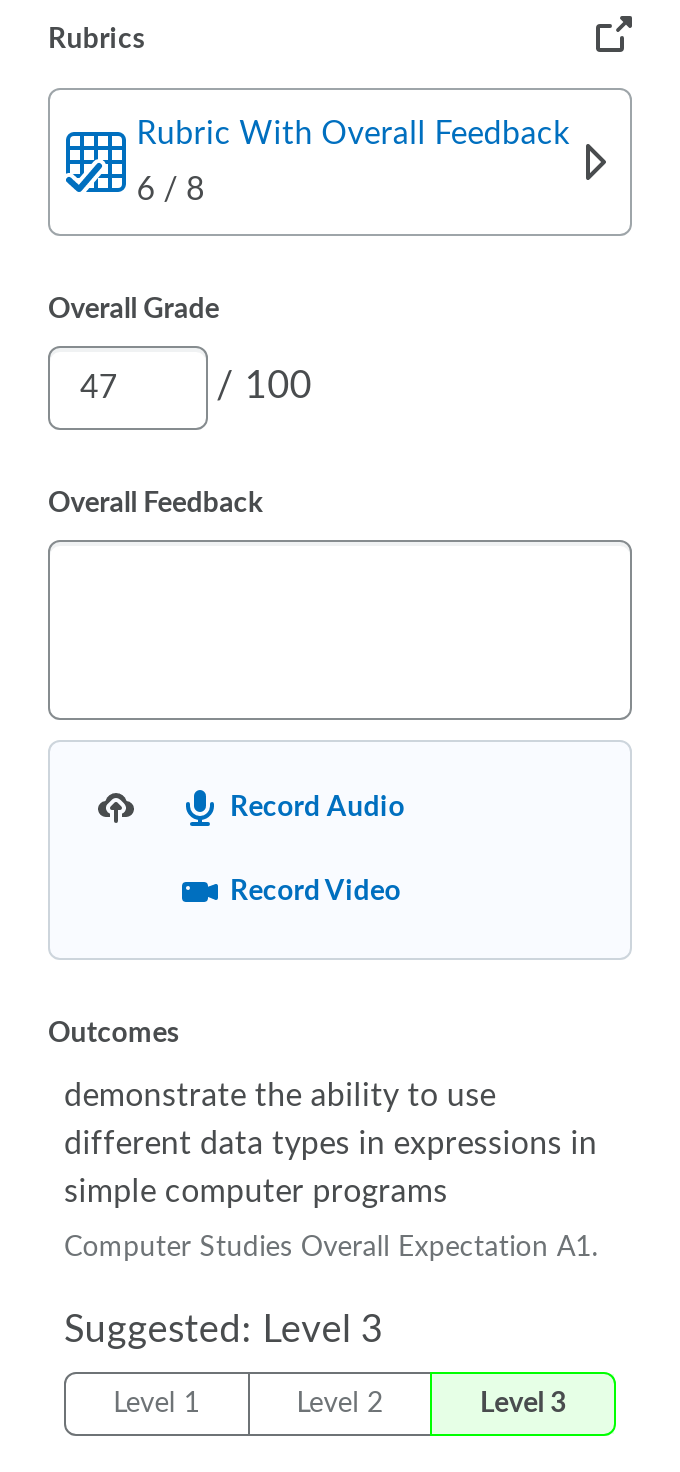 Rubrics
Rubric With Overall Feedback
6 / 8
Overall Grade
47 / 100
Overall Feedback
Record Audio
Record Video
Outcomes
demonstrate the ability to use
different data types in expressions in
simple computer programs
Computer Studies Overall Expectation A1.
Suggested: Level 3
Level 1 Level 2 Level 3